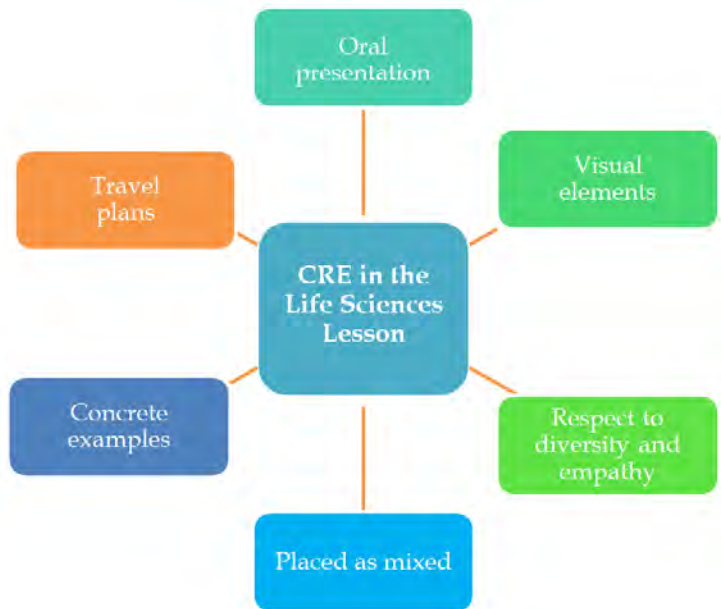 Oral
presentation
Visual
elements
Travel
plans
CRE in the
Life Sciences
Lesson
Concrete
examples
Respect to
diversity and
empathy
Placed as mixed